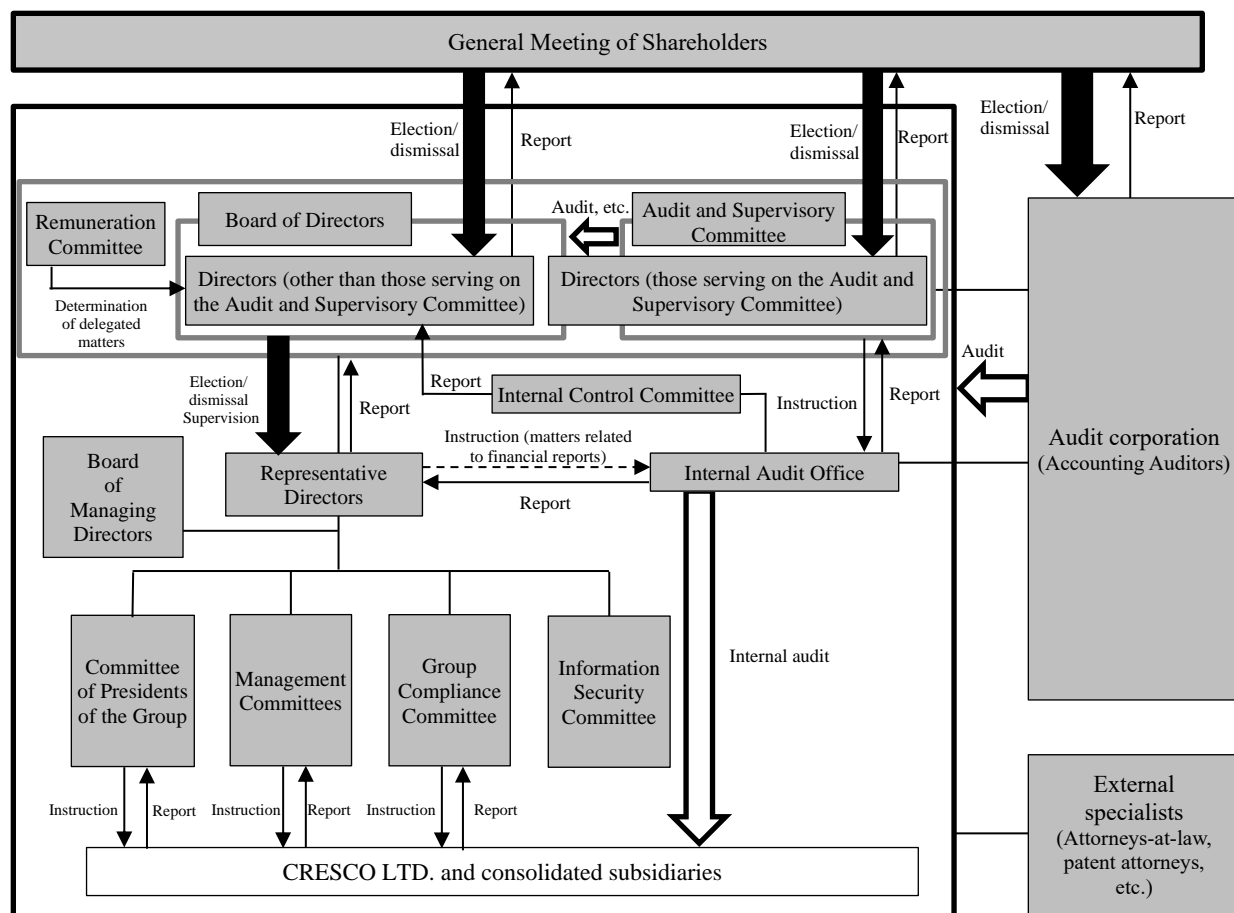 General Meeting of Shareholders
Election/
dismissal
Report
Election/
dismissal
Report
Election/
dismissal
Report
Remuneration
Committee
Board of Directors
Audit, etc.
Audit and Supervisory
Committee
Directors (other than those serving on
the Audit and Supervisory Committee)
Directors (those serving on the Audit and
Supervisory Committee)
Determination
of delegated
matters
Election/
dismissal
Supervision
Report
Report
Internal Control Committee
Instruction
Report
Audit
Audit corporation
(Accounting Auditors)
Board
of
Managing
Directors
Representative
Directors
Instruction (matters related
to financial reports)
Report
Internal Audit Office
Committee
of Presidents
of the Group
Management
Committees
Group
Compliance
Committee
Information
Security
Committee
Internal audit
Instruction
Report
Instruction
Report
Instruction
Report
CRESCO LTD. and consolidated subsidiaries
External
specialists
(Attorneys-at-law,
patent attorneys,
etc.)